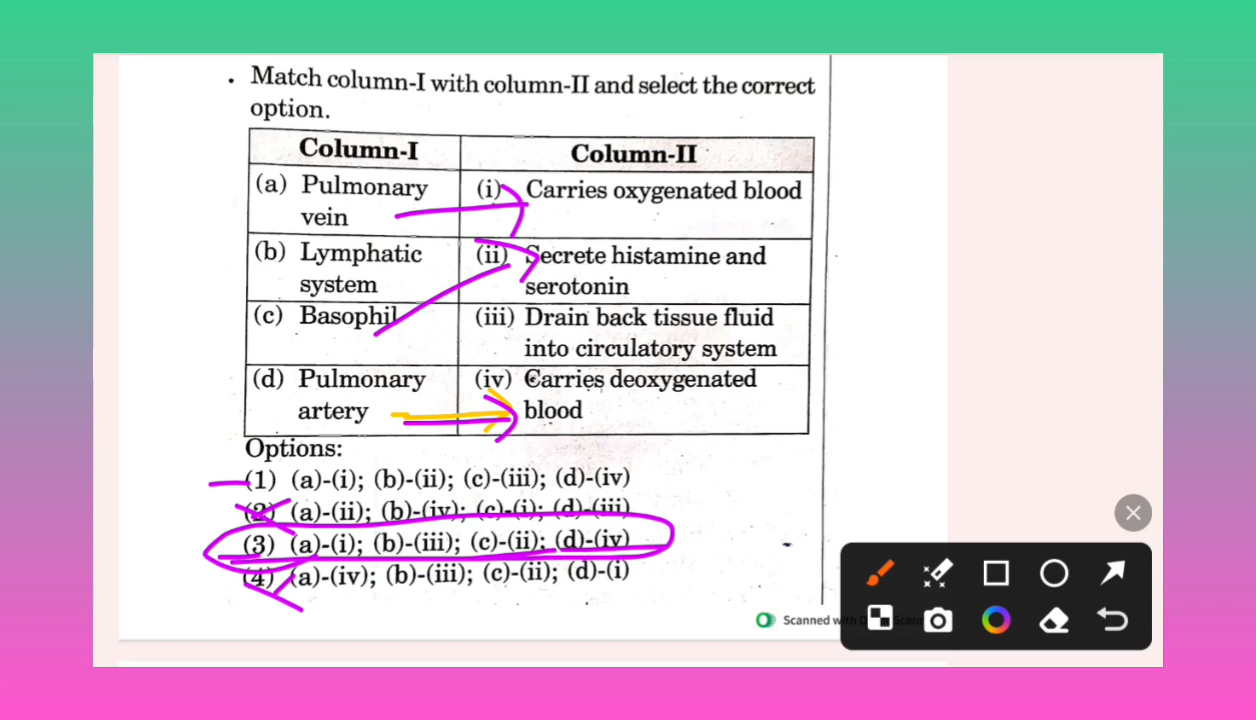 . Match column-I with column-II and select the correct
option.
Column-I Column-II
(a) Pulmonary (i) Carries oxygenated blood
vein
(b) Lymphatic (ii) Secrete histamine and
system serotonin
(c) Basophil (iii) Drain back tissue fluid
into circulatory system
(d) Pulmonary (iv) Carries deoxygenated
artery blood
Options:
(1) (a)-(i); (b)-(ii); (c)-(iii); (d)-(iv)
(2) (a)-(ii); (b)-(iv); (c)-(i); (d)-(iii)
(3) (a)-(i); (b)-(iii); (c)-(ii); (d)-(iv)
(4) (a)-(iv); (b)-(iii); (c)-(ii); (d)-(i)
Scanned